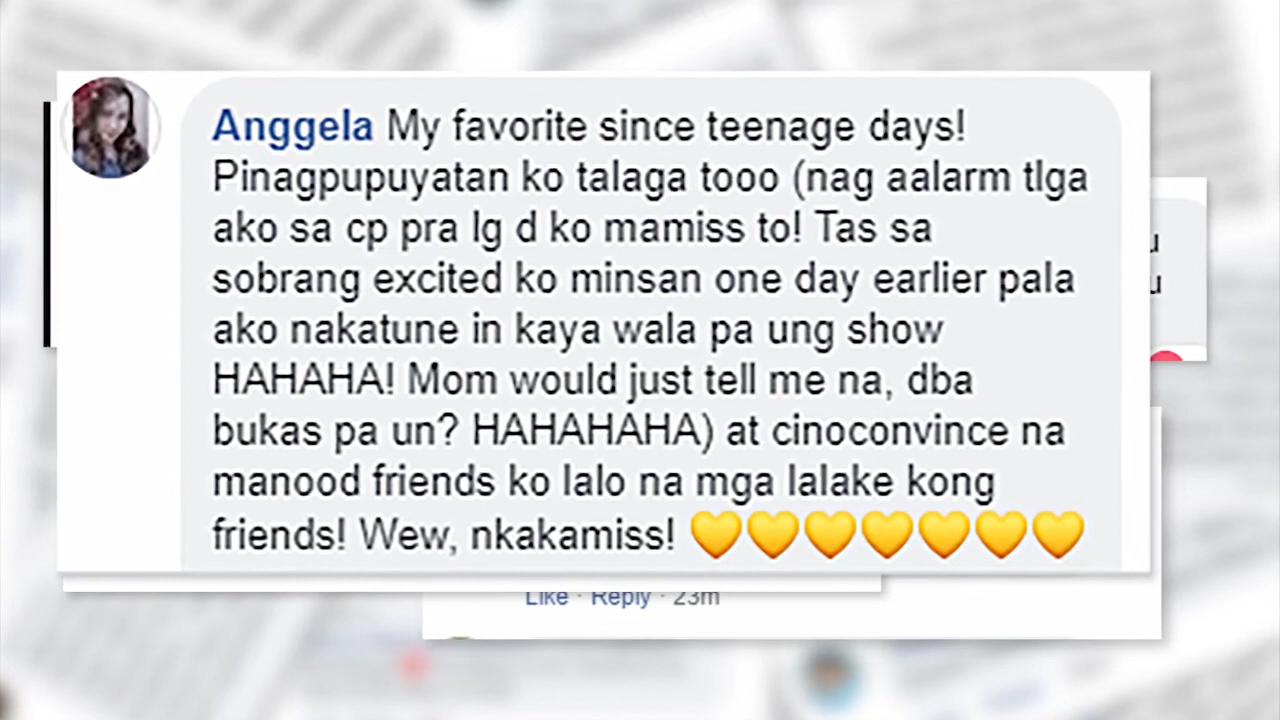 Anggela My favorite since teenage days!
Pinagpupuyatan ko talaga tooo (nag aalarm tlga
ako sa cp pra lg d ko mamiss to! Tas sa
sobrang excited ko minsan one day earlier pala
ako nakatune in kaya wala pa ung show
HAHAHA! Mom would just tell me na, dba
bukas pa un? HAHAHAHA) at cinoconvince na
manood friends ko lalo na mga lalake kong
friends! Wew, nkakamiss! 💛💛💛💛💛💛💛
Like · Reply · 23m